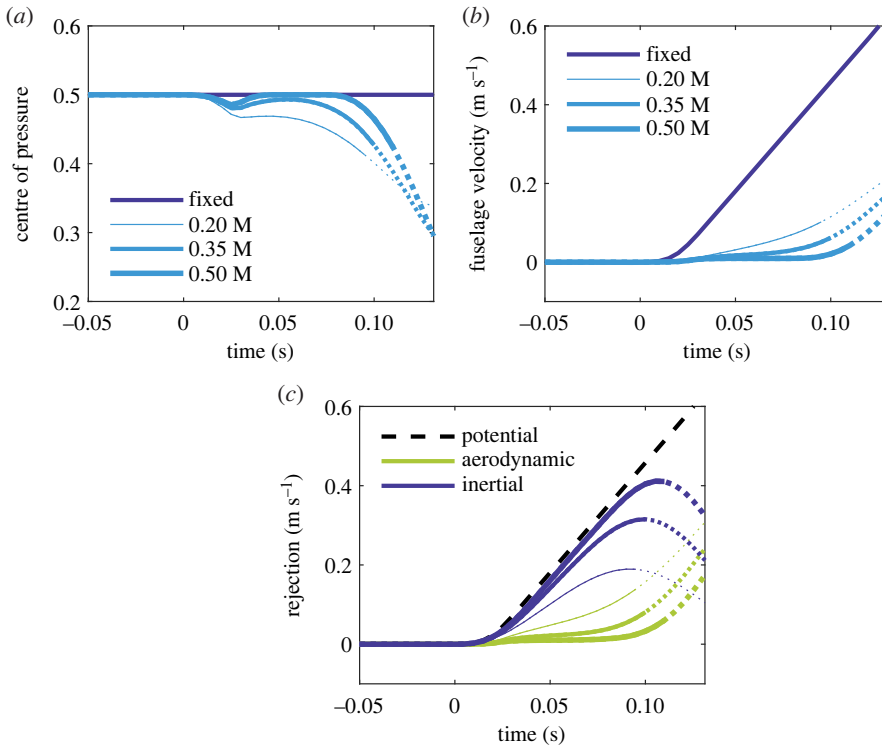 (a)
0.6
0.5
0.4
0.3
0.2
centre of pressure
fixed
0.20 M
0.35 M
0.50 M
−0.05
0
0.05
0.10
time (s)
(b)
0.6
0.4
0.2
0
fuselage velocity (m s⁻¹)
fixed
0.20 M
0.35 M
0.50 M
−0.05
0
0.05
0.10
time (s)
(c)
0.6
0.4
0.2
0
rejection (m s⁻¹)
potential
aerodynamic
inertial
−0.05
0
0.05
0.10
time (s)